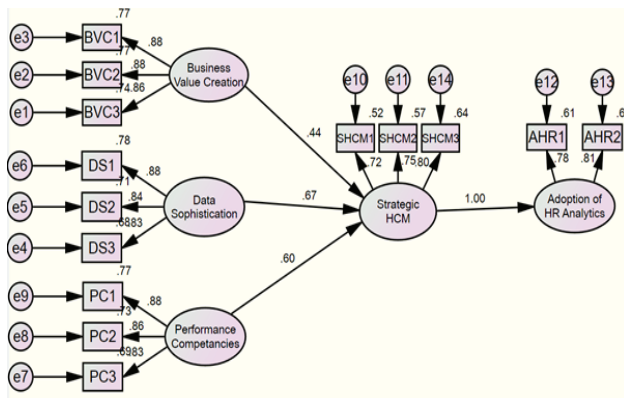 .77
e3 BVC1 .88
.77
e2 BVC2 .88
.74 .86
e1 BVC3
Business
Value Creation
.44
.78
e6 DS1 .88
.71
e5 DS2 .84
.68 .83
e4 DS3
Data
Sophistication
.67
.77
e9 PC1 .88
.73
e8 PC2 .86
.69 .83
e7 PC3
Performance
Competancies
.60
e10 e11 e14
.52 .57 .64
SHCM1 SHCM2 SHCM3
.72 .75 .80
Strategic
HCM
1.00
e12 e13
.61
AHR1 AHR2
.78 .81
Adoption of
HR Analytics